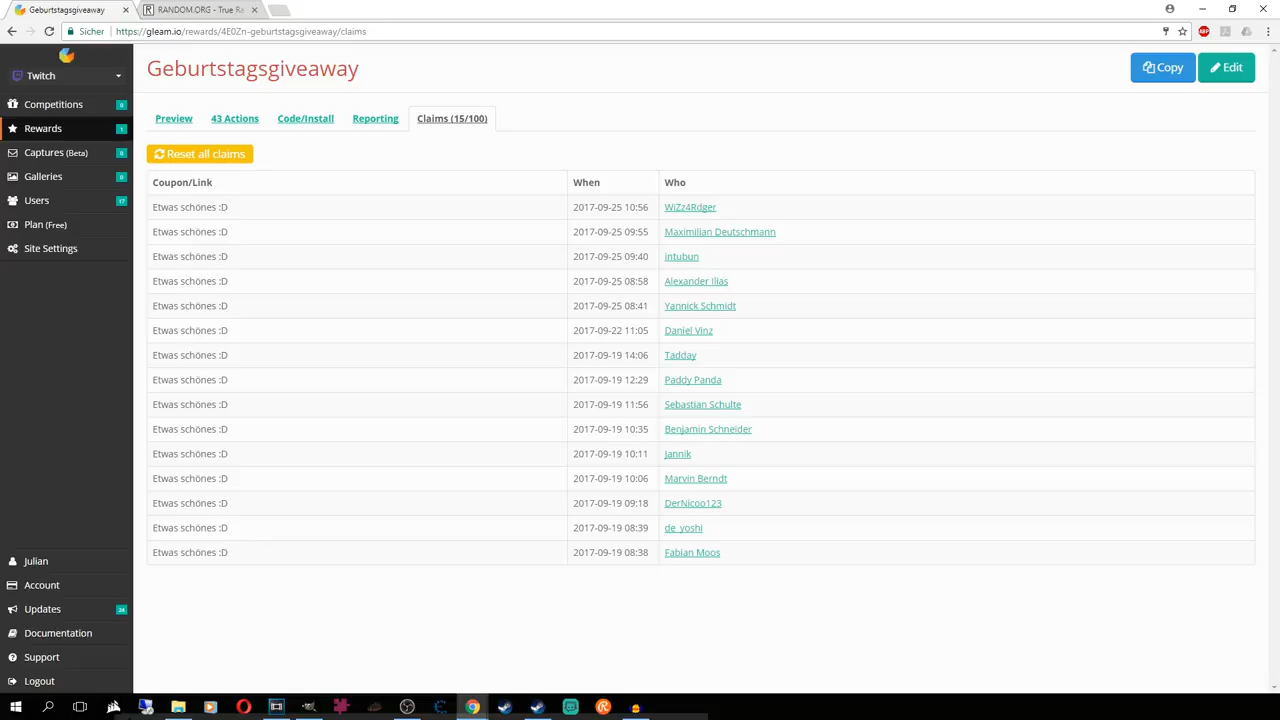 Geburtstagsgiveaway
RANDOM.ORG - True Ra
Sicher https://gleam.io/rewards/4E0Zn-geburtstagsgiveaway/claims
Twitch
Competitions 0
Rewards 1
Captures (Beta) 0
Galleries 0
Users 17
Plan (Free)
Site Settings
Julian
Account
Updates 24
Documentation
Support
Logout
Geburtstagsgiveaway
Copy Edit
Preview 43 Actions Code/Install Reporting Claims (15/100)
Reset all claims
Coupon/Link When Who
Etwas schönes :D 2017-09-25 10:56 WiZz4Rdger
Etwas schönes :D 2017-09-25 09:55 Maximilian Deutschmann
Etwas schönes :D 2017-09-25 09:40 intubun
Etwas schönes :D 2017-09-25 08:58 Alexander Ilias
Etwas schönes :D 2017-09-25 08:41 Yannick Schmidt
Etwas schönes :D 2017-09-22 11:05 Daniel Vinz
Etwas schönes :D 2017-09-19 14:06 Tadday
Etwas schönes :D 2017-09-19 12:29 Paddy Panda
Etwas schönes :D 2017-09-19 11:56 Sebastian Schulte
Etwas schönes :D 2017-09-19 10:35 Benjamin Schneider
Etwas schönes :D 2017-09-19 10:11 Jannik
Etwas schönes :D 2017-09-19 10:06 Marvin Berndt
Etwas schönes :D 2017-09-19 09:18 DerNicoo123
Etwas schönes :D 2017-09-19 08:39 de_yoshi
Etwas schönes :D 2017-09-19 08:38 Fabian Moos